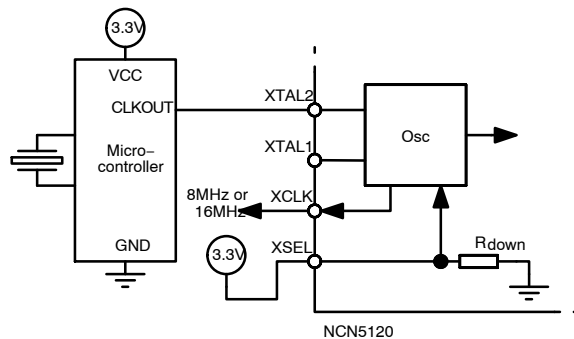 3.3V
VCC
CLKOUT
Micro−
controller
GND
XTAL2
XTAL1
Osc
8MHz or
16MHz
XCLK
XSEL
3.3V
Rdown
NCN5120